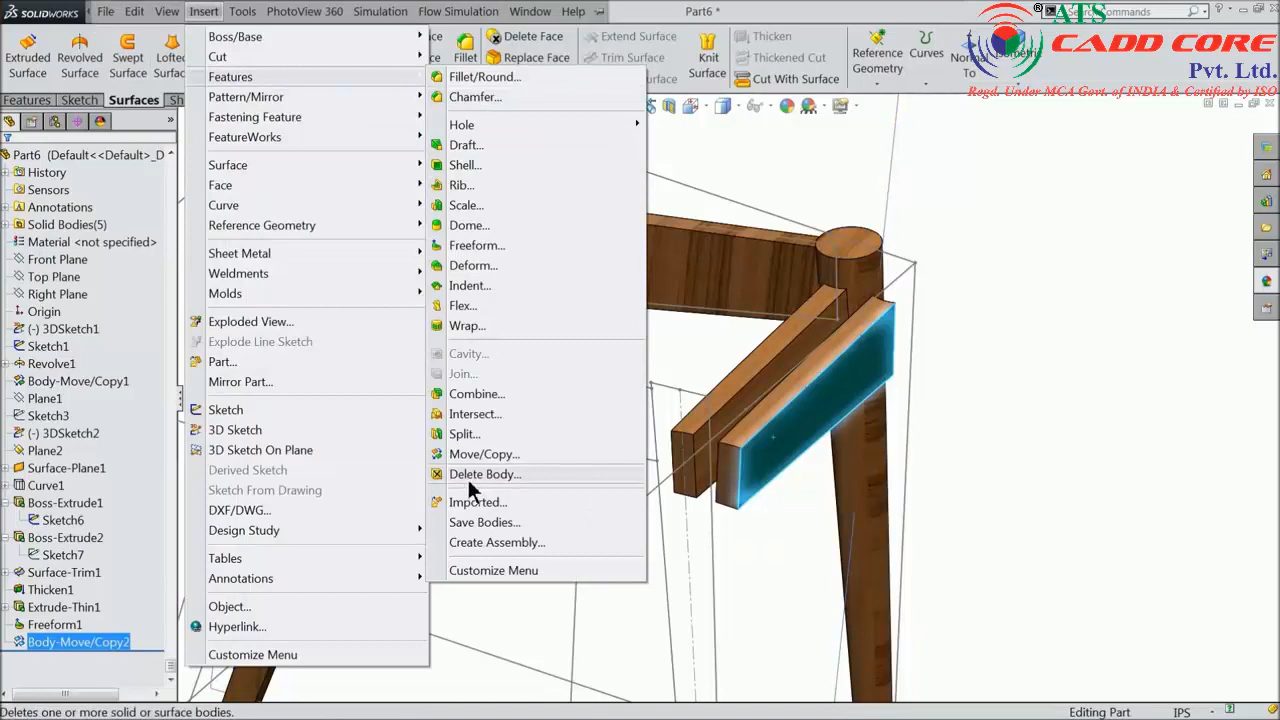 SOLIDWORKS File Edit View Insert Tools PhotoView 360 Simulation Flow Simulation Window Help Part6 * Commands
® ATS
CADD CORE
Pvt. Ltd.
Regd. Under MCA Govt. of INDIA & Certified by ISO
Extruded Surface
Revolved Surface
Swept Surface
Lofted
Fillet
Delete Face
Replace Face
Extend Surface
Trim Surface
Knit Surface
Thicken
Thickened Cut
Cut With Surface
Reference Geometry
Curves
Normal To
Features Sketch Surfaces
Part6 (Default<<Default>_D
History
Sensors
Annotations
Solid Bodies(5)
Material <not specified>
Front Plane
Top Plane
Right Plane
Origin
(-) 3DSketch1
Sketch1
Revolve1
Body-Move/Copy1
Plane1
Sketch3
(-) 3DSketch2
Plane2
Surface-Plane1
Curve1
Boss-Extrude1
Sketch6
Boss-Extrude2
Sketch7
Surface-Trim1
Thicken1
Extrude-Thin1
Freeform1
Body-Move/Copy2
Boss/Base
Cut
Features
Pattern/Mirror
Fastening Feature
FeatureWorks
Surface
Face
Curve
Reference Geometry
Sheet Metal
Weldments
Molds
Exploded View...
Explode Line Sketch
Part...
Mirror Part...
Sketch
3D Sketch
3D Sketch On Plane
Derived Sketch
Sketch From Drawing
DXF/DWG...
Design Study
Tables
Annotations
Object...
Hyperlink...
Customize Menu
Fillet/Round...
Chamfer...
Hole
Draft...
Shell...
Rib...
Scale...
Dome...
Freeform...
Deform...
Indent...
Flex...
Wrap...
Cavity...
Join...
Combine...
Intersect...
Split...
Move/Copy...
Delete Body...
Imported...
Save Bodies...
Create Assembly...
Customize Menu
Deletes one or more solid or surface bodies.
Editing Part
IPS